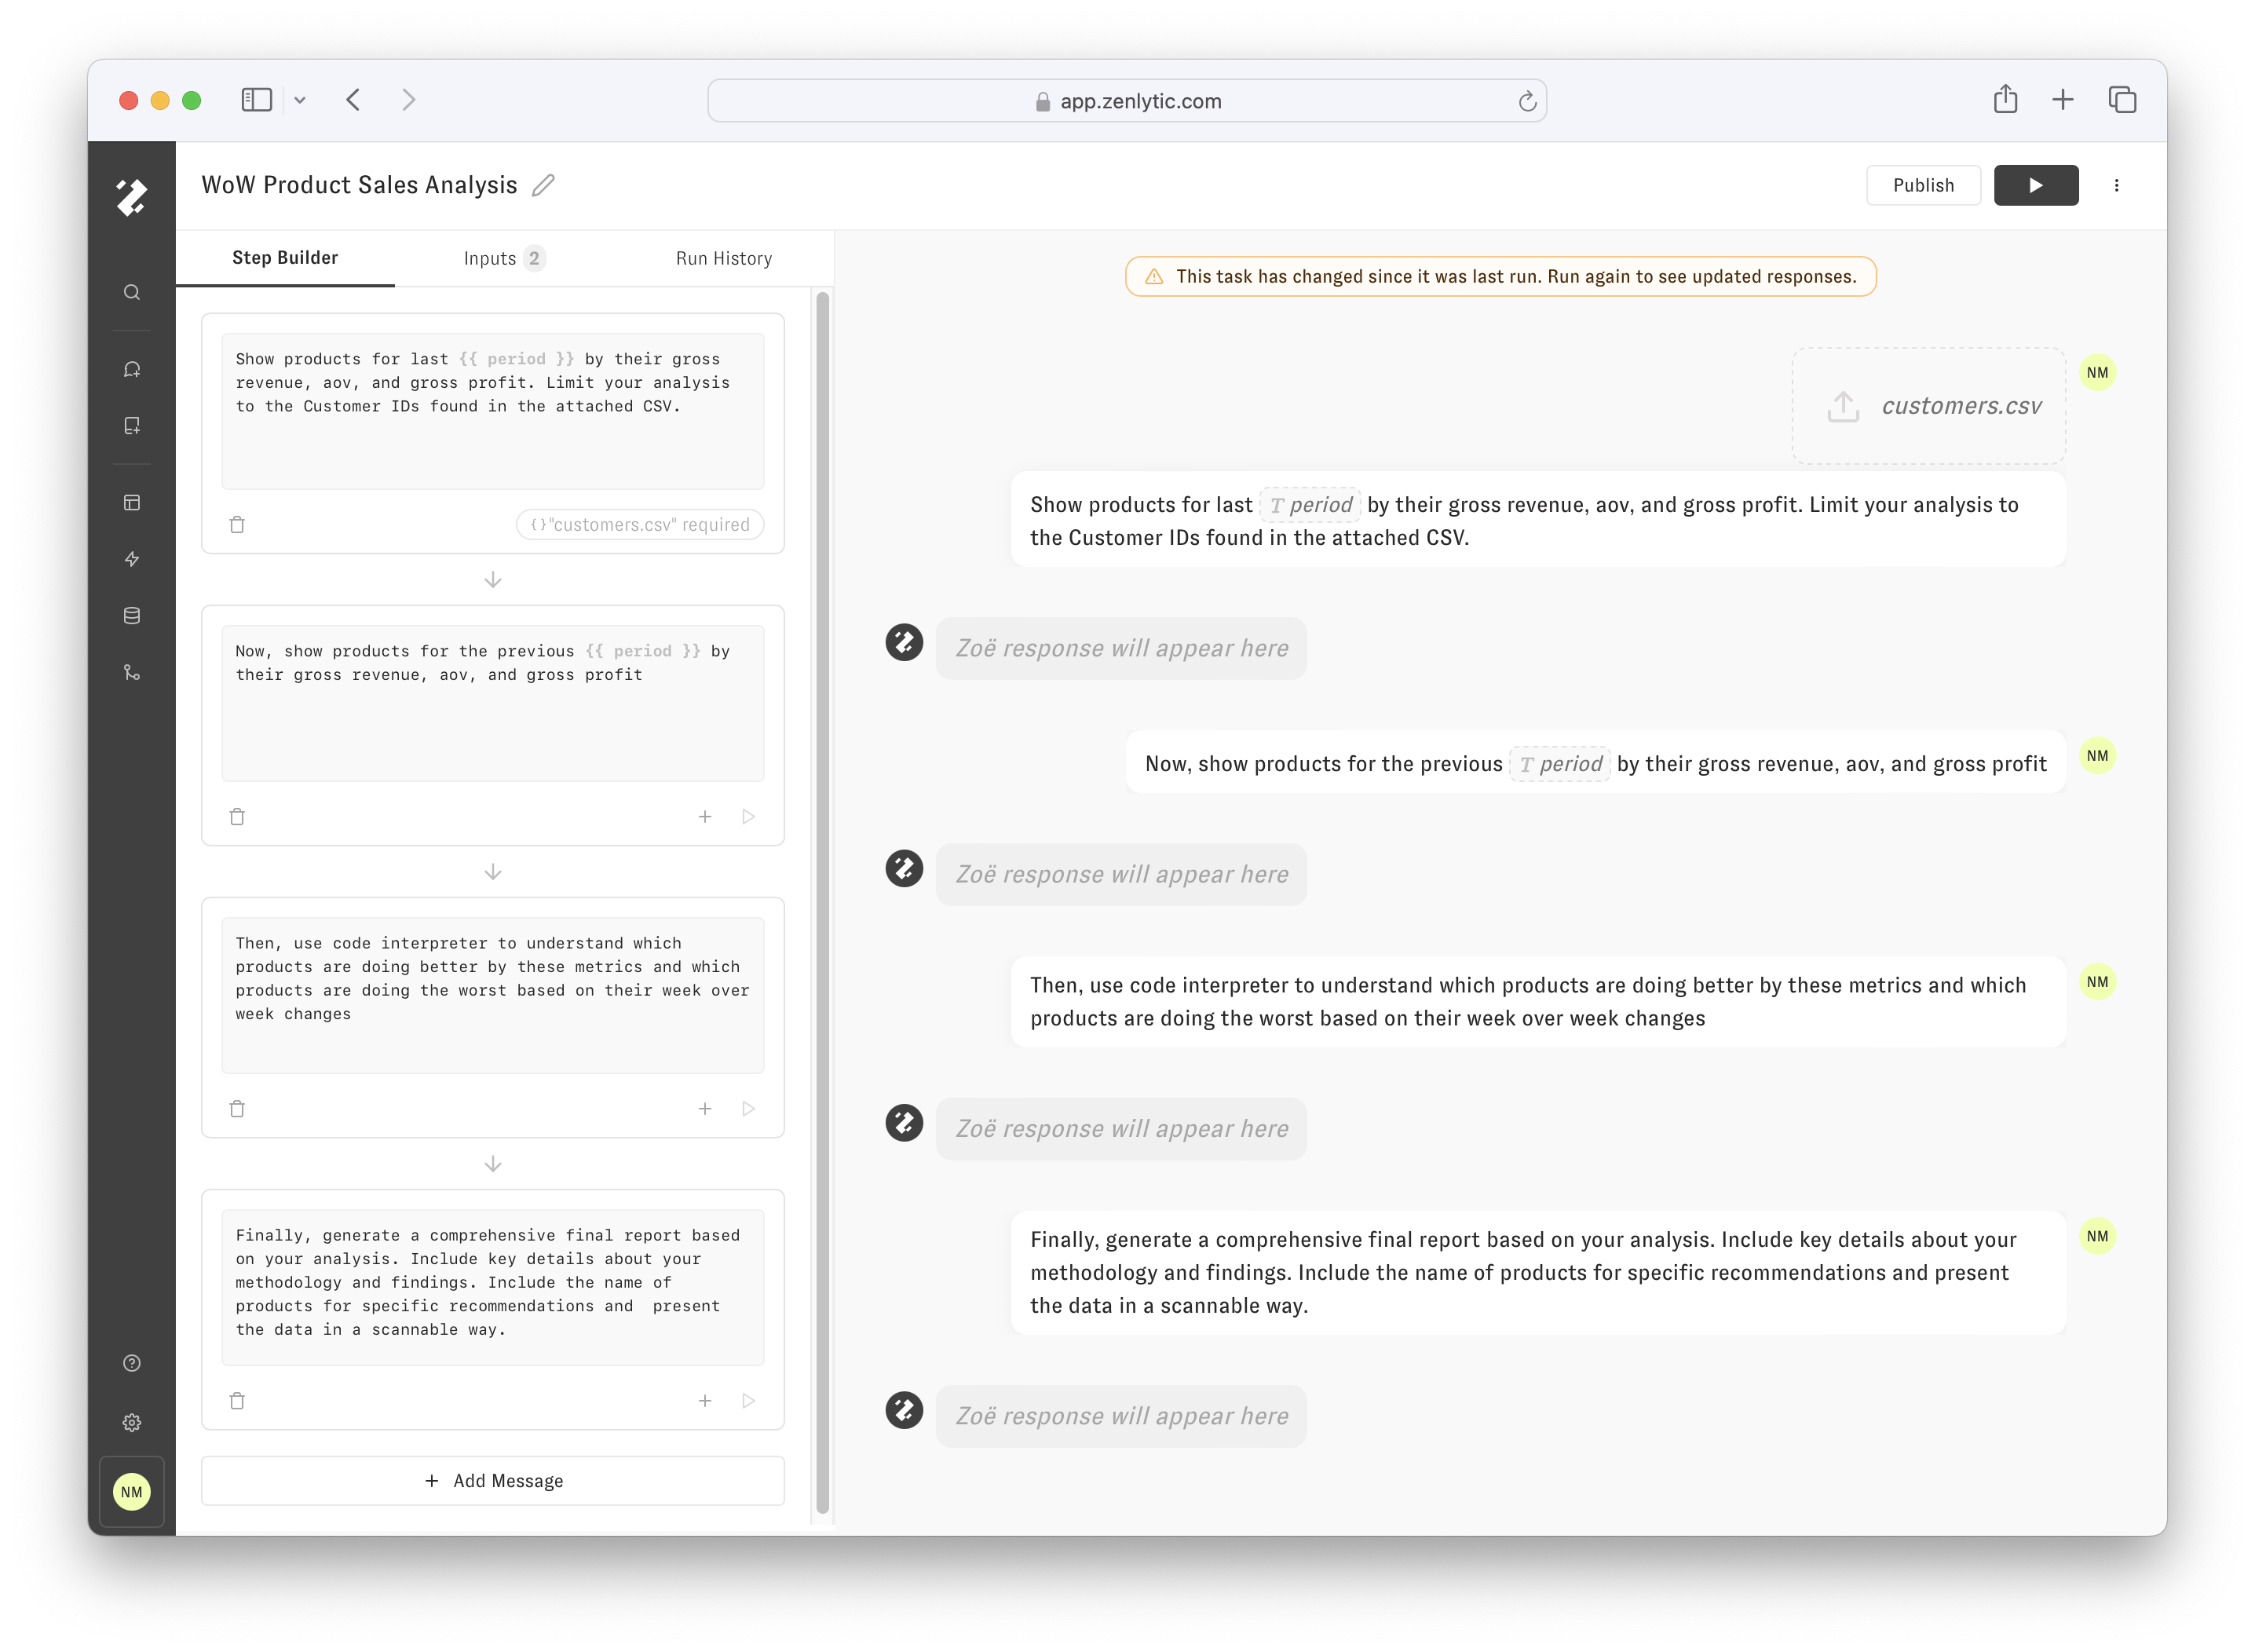 app.zenlytic.com
WoW Product Sales Analysis
Publish
Step Builder
Inputs 2
Run History
Show products for last {{ period }} by their gross
revenue, aov, and gross profit. Limit your analysis
to the Customer IDs found in the attached CSV.
{}"customers.csv" required
Now, show products for the previous {{ period }} by
their gross revenue, aov, and gross profit
Then, use code interpreter to understand which
products are doing better by these metrics and which
products are doing the worst based on their week over
week changes
Finally, generate a comprehensive final report based
on your analysis. Include key details about your
methodology and findings. Include the name of
products for specific recommendations and  present
the data in a scannable way.
+ Add Message
NM
This task has changed since it was last run. Run again to see updated responses.
customers.csv
NM
Show products for last T period by their gross revenue, aov, and gross profit. Limit your analysis to
the Customer IDs found in the attached CSV.
Zoë response will appear here
Now, show products for the previous T period by their gross revenue, aov, and gross profit
NM
Zoë response will appear here
Then, use code interpreter to understand which products are doing better by these metrics and which
products are doing the worst based on their week over week changes
NM
Zoë response will appear here
Finally, generate a comprehensive final report based on your analysis. Include key details about your
methodology and findings. Include the name of products for specific recommendations and present
the data in a scannable way.
NM
Zoë response will appear here